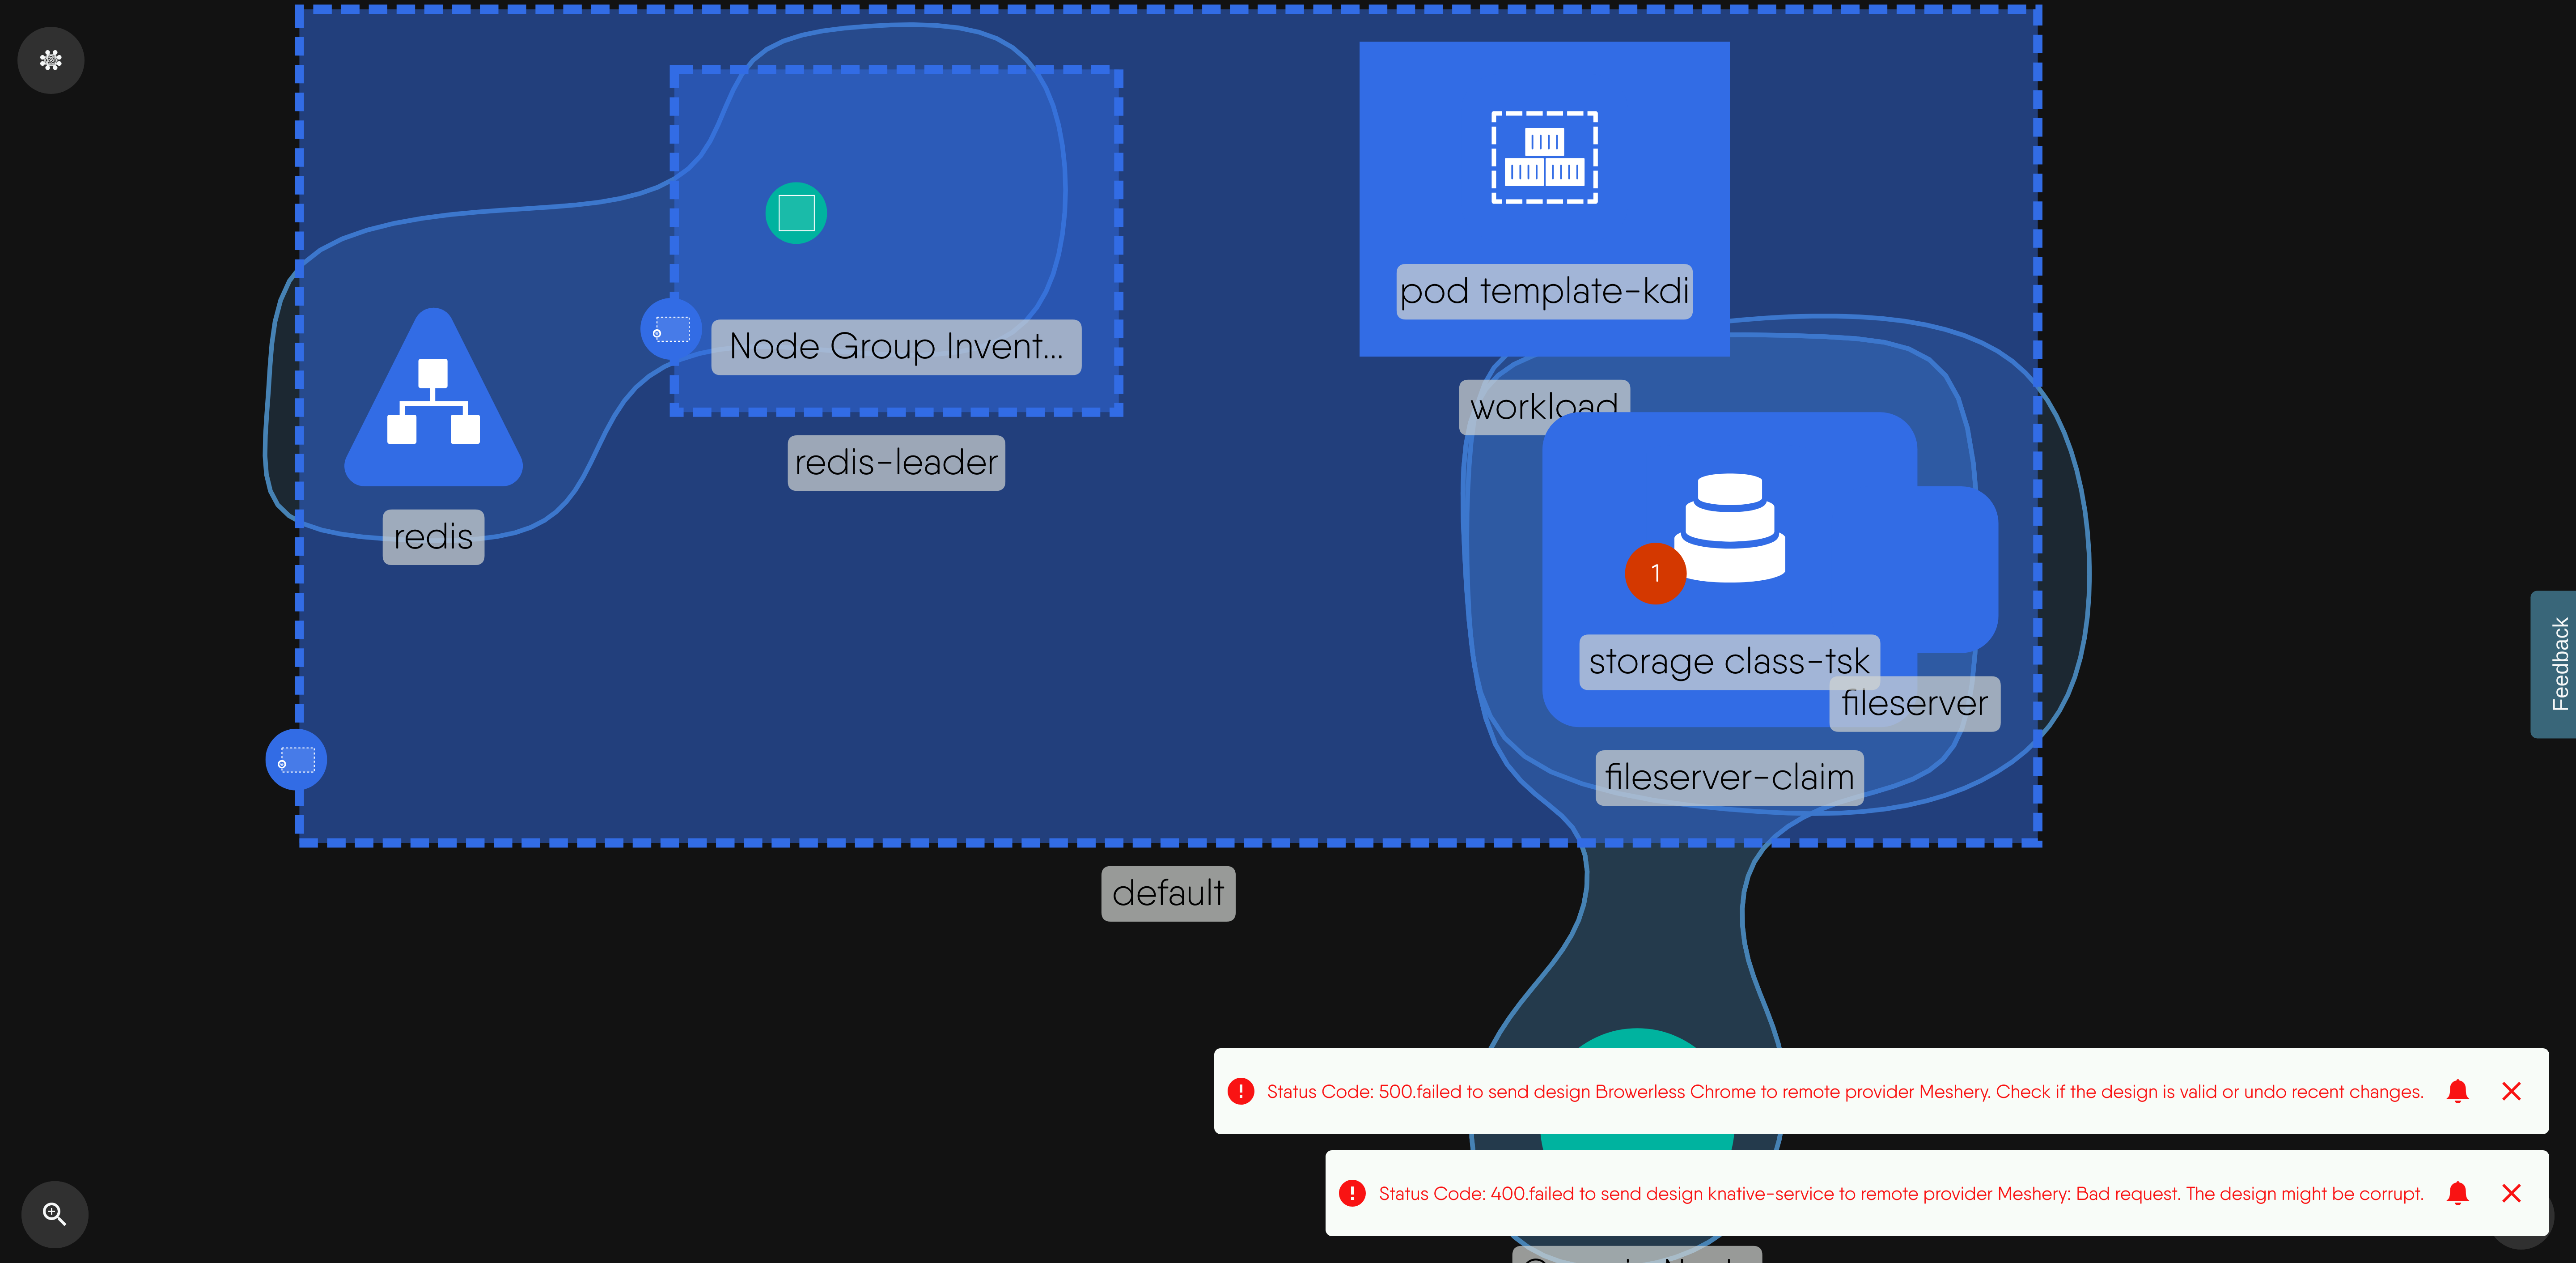 pod template-kdi
Node Group Invent...
workload
redis-leader
redis
1
storage class-tsk
fileserver
fileserver-claim
default
Feedback
Status Code: 500.failed to send design Browerless Chrome to remote provider Meshery. Check if the design is valid or undo recent changes.
Status Code: 400.failed to send design knative-service to remote provider Meshery: Bad request. The design might be corrupt.